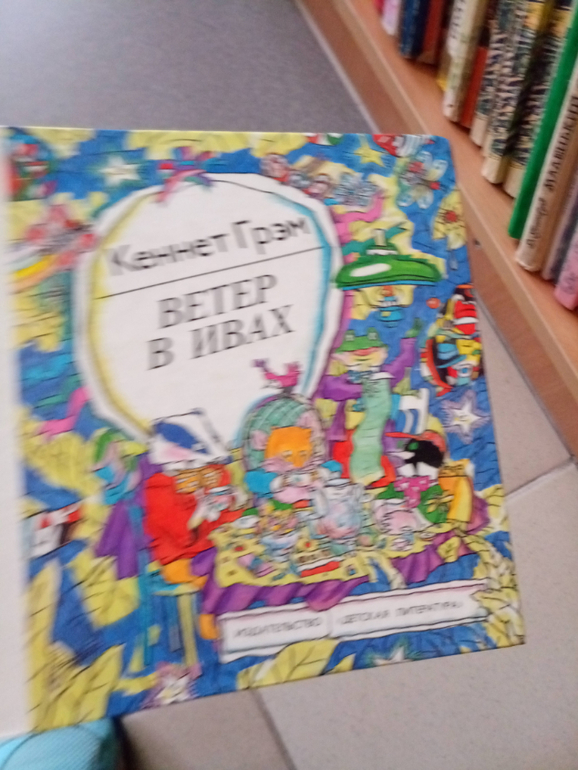 Кеннет Грэм
ВЕТЕР
В ИВАХ
ИЗДАТЕЛЬСТВО «ДЕТСКАЯ ЛИТЕРАТУРА»